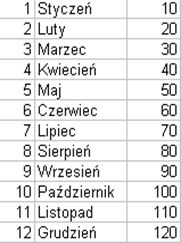 1 Styczeń 10
2 Luty 20
3 Marzec 30
4 Kwiecień 40
5 Maj 50
6 Czerwiec 60
7 Lipiec 70
8 Sierpień 80
9 Wrzesień 90
10 Październik 100
11 Listopad 110
12 Grudzień 120